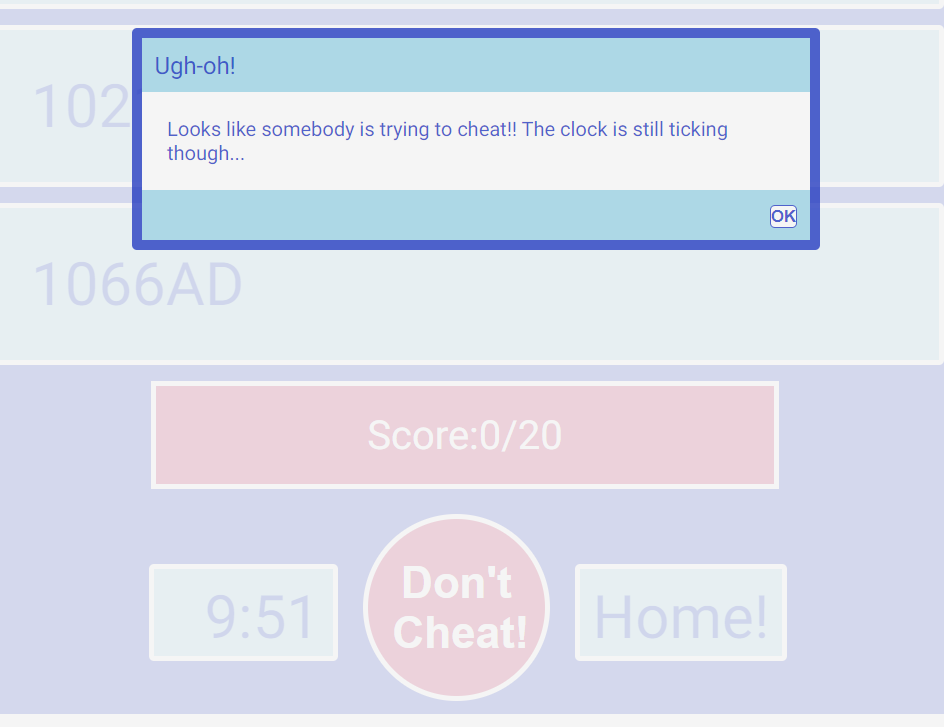 Ugh-oh!
102
Looks like somebody is trying to cheat!! The clock is still ticking
though...
OK
1066AD
Score:0/20
Don't
Cheat!
9:51
Home!